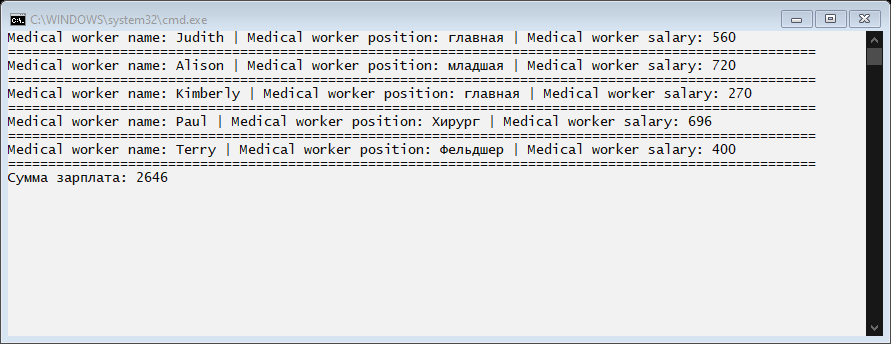 C:\WINDOWS\system32\cmd.exe
Medical worker name: Judith | Medical worker position: главная | Medical worker salary: 560
=====================================================================================================
Medical worker name: Alison | Medical worker position: младшая | Medical worker salary: 720
=====================================================================================================
Medical worker name: Kimberly | Medical worker position: главная | Medical worker salary: 270
=====================================================================================================
Medical worker name: Paul | Medical worker position: Хирург | Medical worker salary: 696
=====================================================================================================
Medical worker name: Terry | Medical worker position: Фельдшер | Medical worker salary: 400
=====================================================================================================
Сумма зарплата: 2646